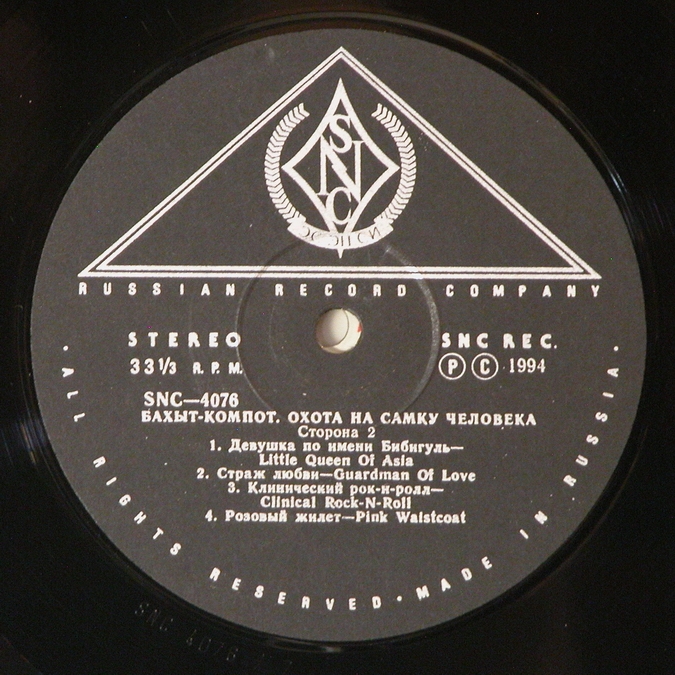 SNC
RUSSIAN RECORD COMPANY
STEREO
33 1/3 R. P. M.
SNC REC.
P C 1994
SNC—4076
БАХЫТ-КОМПОТ. ОХОТА НА САМКУ ЧЕЛОВЕКА
Сторона 2
1. Девушка по имени Бибигуль—
Little Queen Of Asia
2. Страж любви—Guardman Of Love
3. Клинический рок-н-ролл—
Clinical Rock-N-Roll
4. Розовый жилет—Pink Waistcoat
· ALL RIGHTS RESERVED · MADE IN RUSSIA ·
SNC 4076